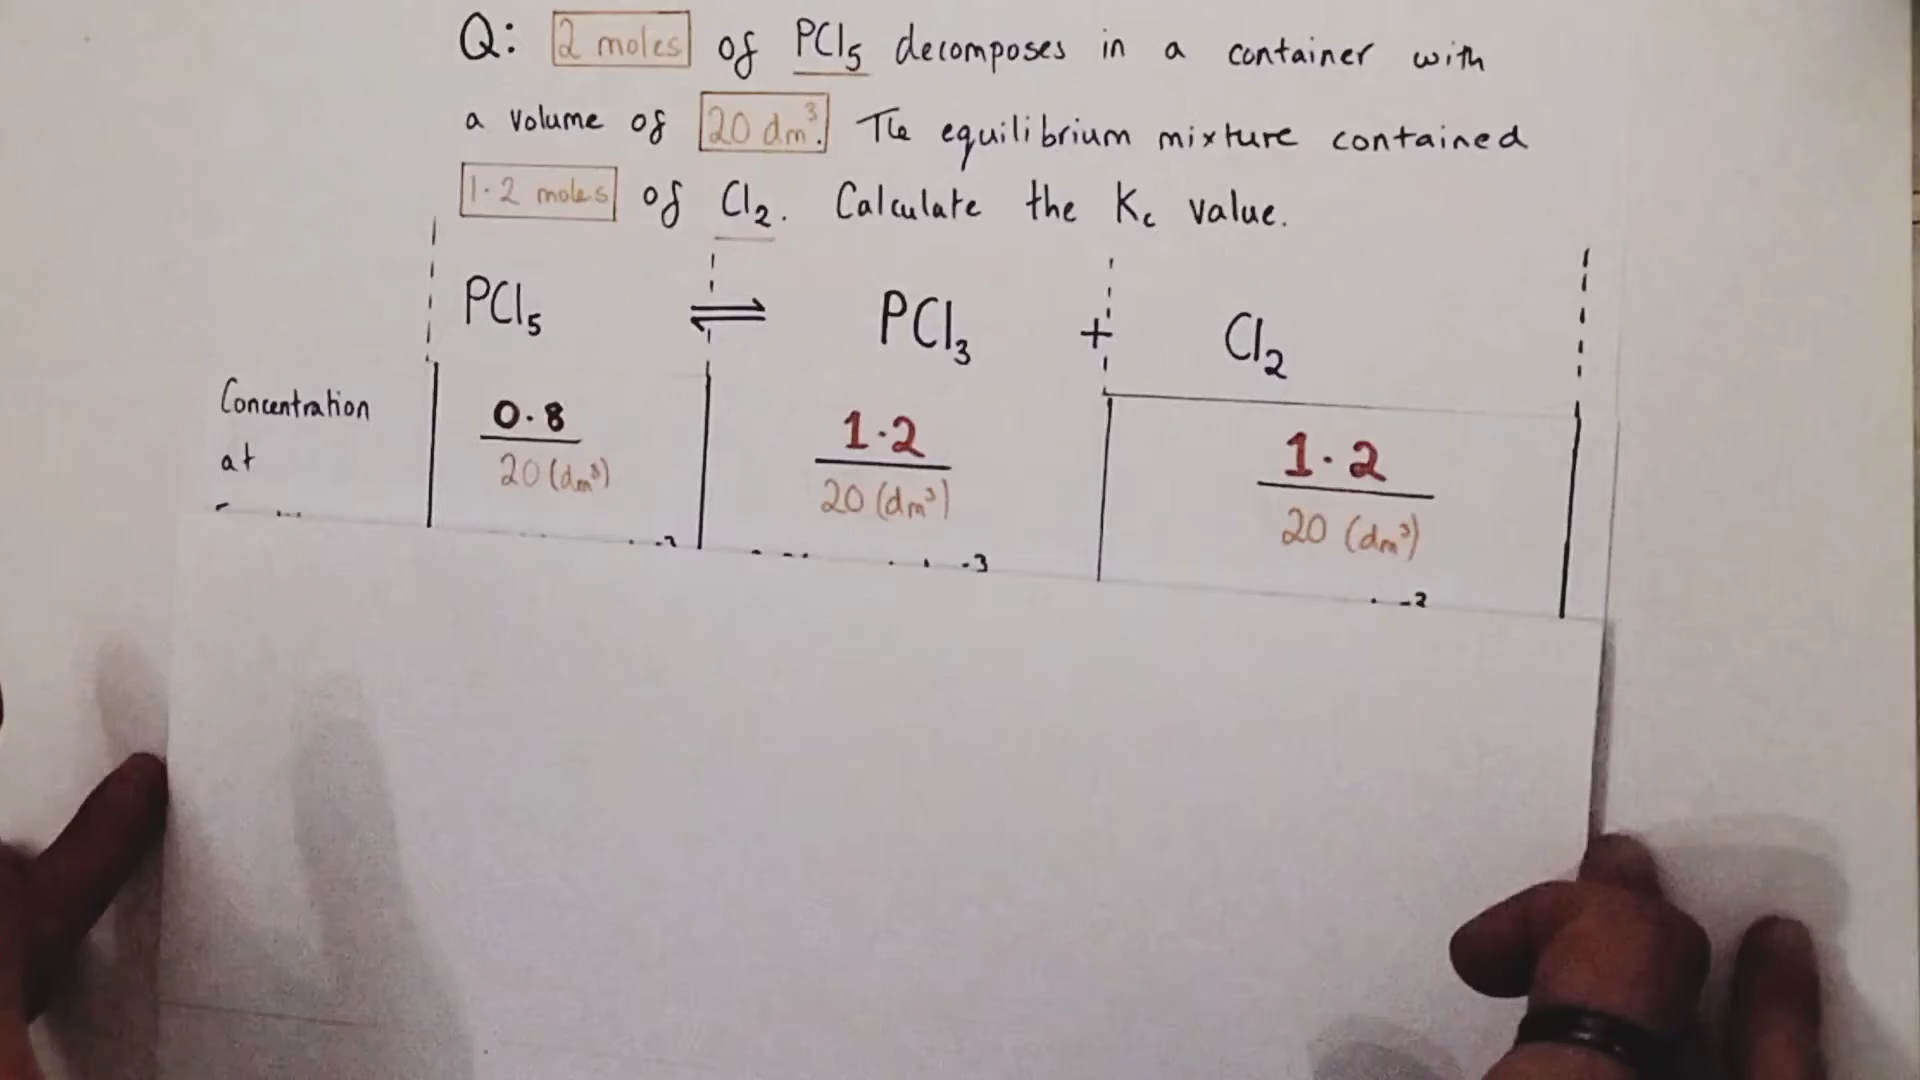 Q: 2 moles of PCl₅ decomposes in a container with
a volume of 20 dm³. The equilibrium mixture contained
1.2 moles of Cl₂. Calculate the Kc value.
PCl₅ ⇌ PCl₃ + Cl₂
Concentration
at
0.8
20 (dm³)
1.2
20 (dm³)
1.2
20 (dm³)